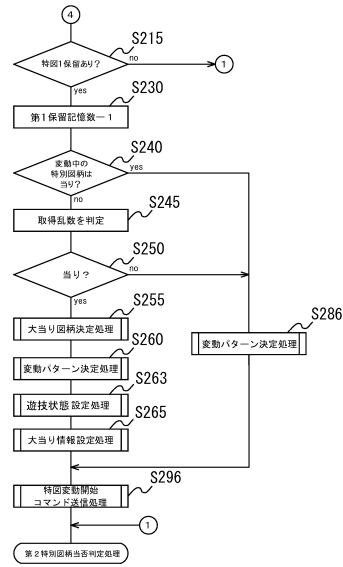 4
S215
特図1保留あり?
no
1
yes
S230
第1保留記憶数ー1
S240
変動中の
特別図柄は
当り?
yes
no
S245
取得乱数を判定
S250
当り?
no
yes
S255
大当り図柄決定処理
S286
変動パターン決定処理
S260
変動パターン決定処理
S263
遊技状態設定処理
S265
大当り情報設定処理
S296
特図変動開始
コマンド送信処理
1
第2特別図柄当否判定処理